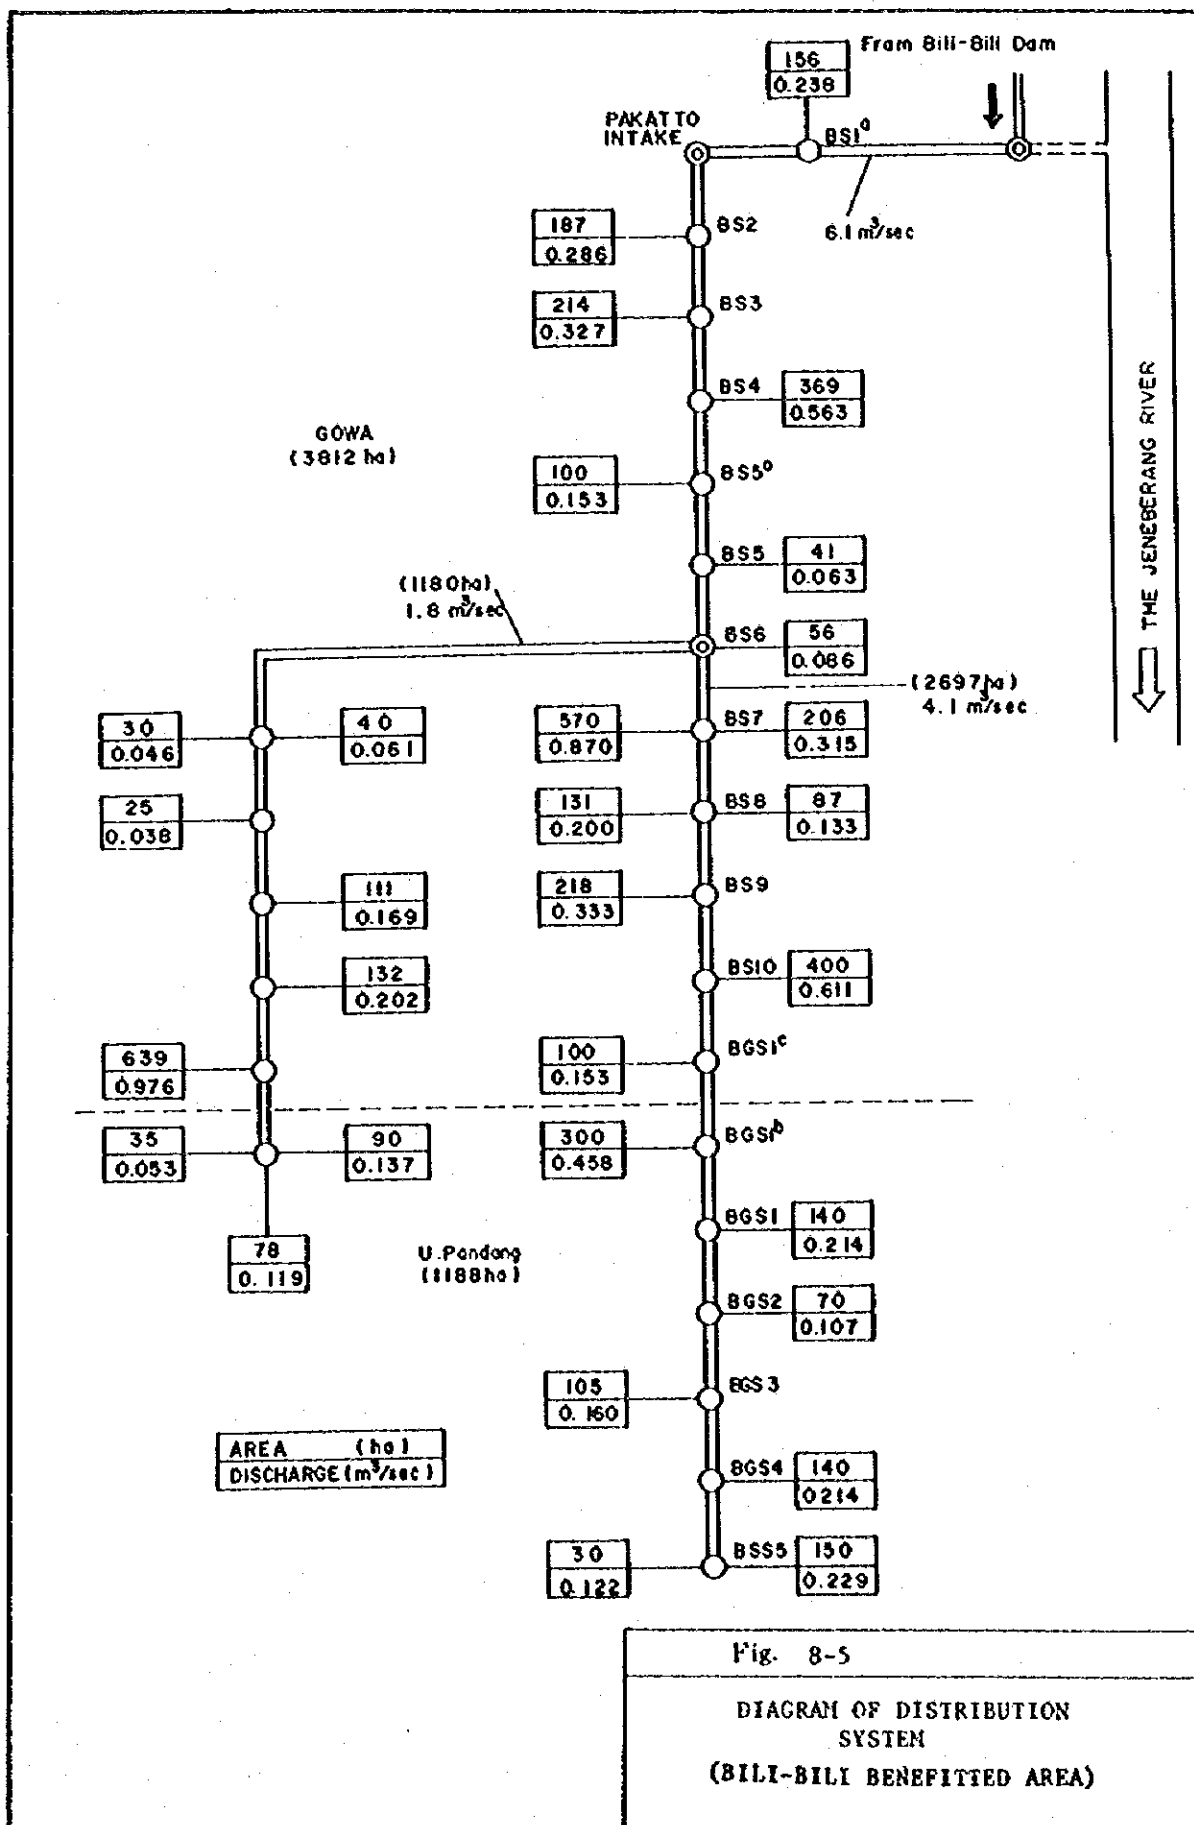 From Bili-Bili Dam
156
0.238
PAKATTO
INTAKE
BS1ª
6.1 m³/sec
187
0.286
BS2
214
0.327
BS3
BS4
369
0.563
GOWA
(3812 ha)
100
0.153
BS5ª
BS5
41
0.063
THE JENEBERANG RIVER
(1180ha)
1.8 m³/sec
BS6
56
0.086
(2697ha)
4.1 m³/sec
30
0.046
40
0.061
570
0.870
BS7
206
0.315
25
0.038
131
0.200
BS8
87
0.133
111
0.169
218
0.333
BS9
132
0.202
BS10
400
0.611
639
0.976
100
0.153
BGS1ᶜ
35
0.053
90
0.137
300
0.458
BGS1ᵇ
78
0.119
U.Pandang
(1188ha)
BGS1
140
0.214
BGS2
70
0.107
105
0.160
BGS3
AREA (ha)
DISCHARGE (m³/sec)
BGS4
140
0214
30
0.122
BSS5
150
0.229
Fig. 8-5
DIAGRAM OF DISTRIBUTION
SYSTEM
(BILI-BILI BENEFITTED AREA)